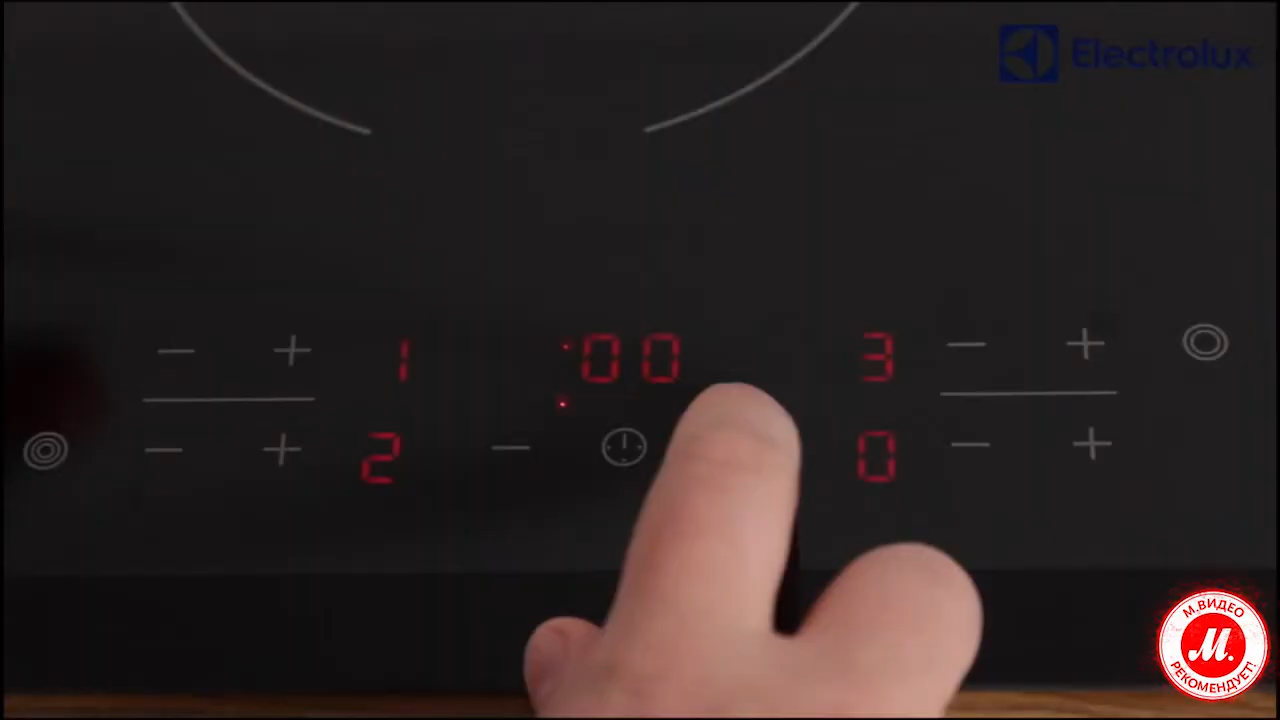 Electrolux
− + 1 00 3 − +
− + 2 − 0 − +
М.ВИДЕО
М.
РЕКОМЕНДУЕТ!